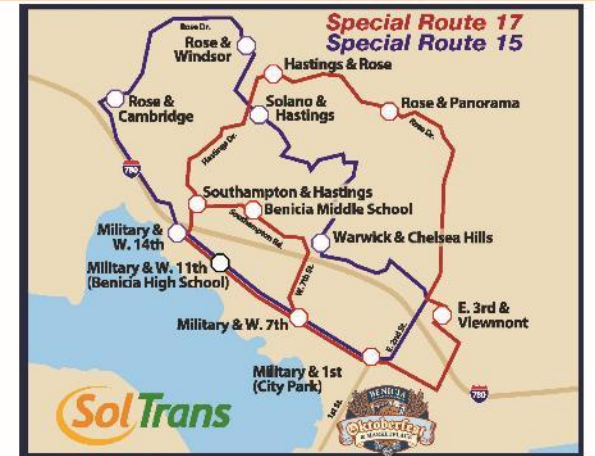 Special Route 17
Special Route 15
Rose Dr.
Rose &
Windsor
Hastings & Rose
Rose &
Cambridge
Solano &
Hastings
Rose & Panorama
Rose Dr.
Hastings Dr.
780
Southampton & Hastings
Benicia Middle School
Southampton Rd.
Military &
W. 14th
Warwick & Chelsea Hills
Military & W. 11th
(Benicia High School)
W. 7th St.
E. 3rd &
Viewmont
Military & W. 7th
E. 2nd St.
Military & 1st
(City Park)
780
1st St.
SolTrans
BENICIA
Oktoberfest
& MARKETPLACE